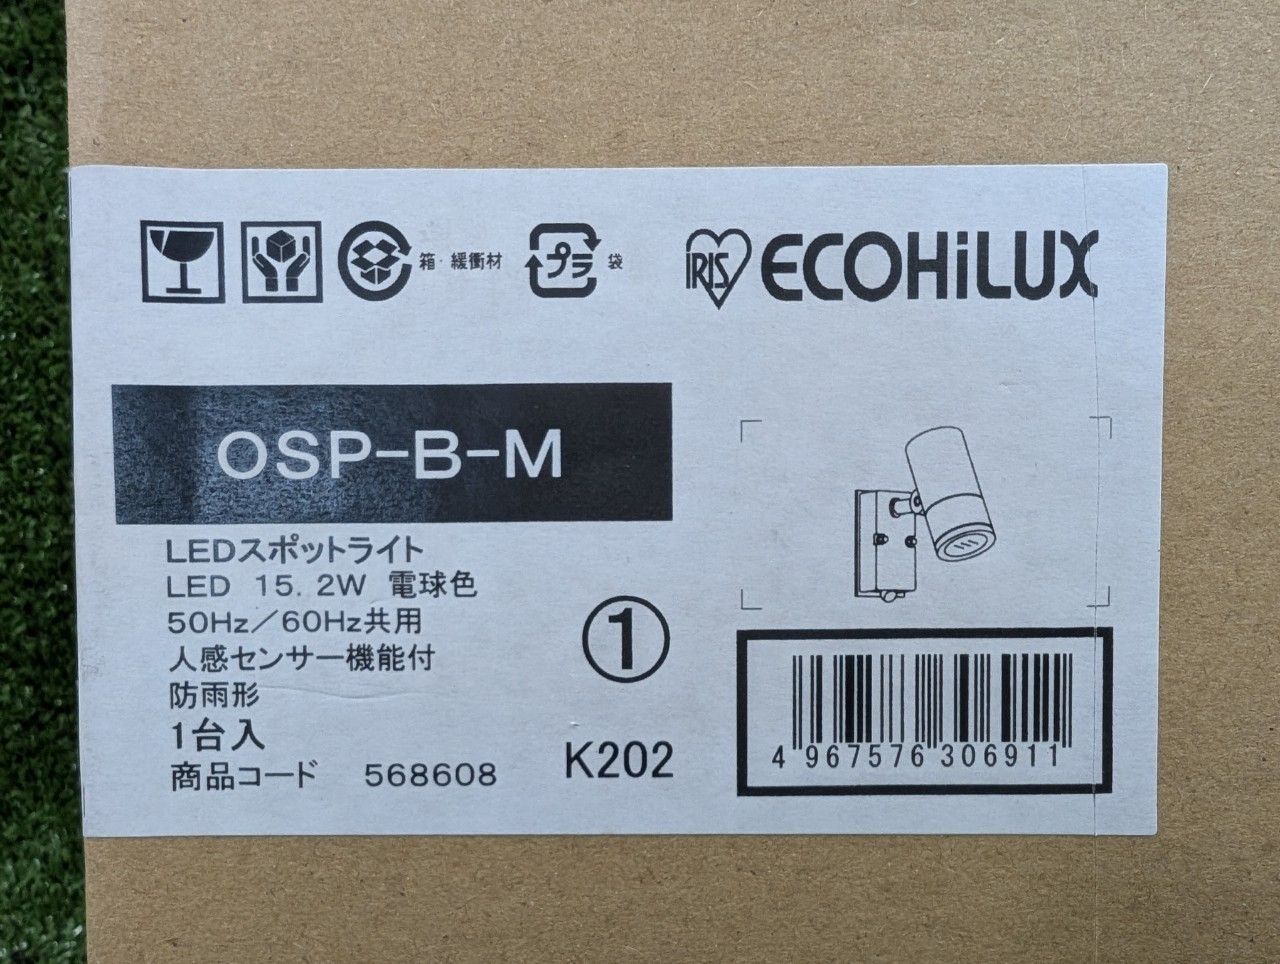 箱・緩衝材
プラ 袋
IRIS ECOHiLUX
OSP-B-M
LEDスポットライト
LED 15.2W 電球色
50Hz/60Hz共用
人感センサー機能付
防雨形
1台入
商品コード 568608
①
K202
4 967576 306911